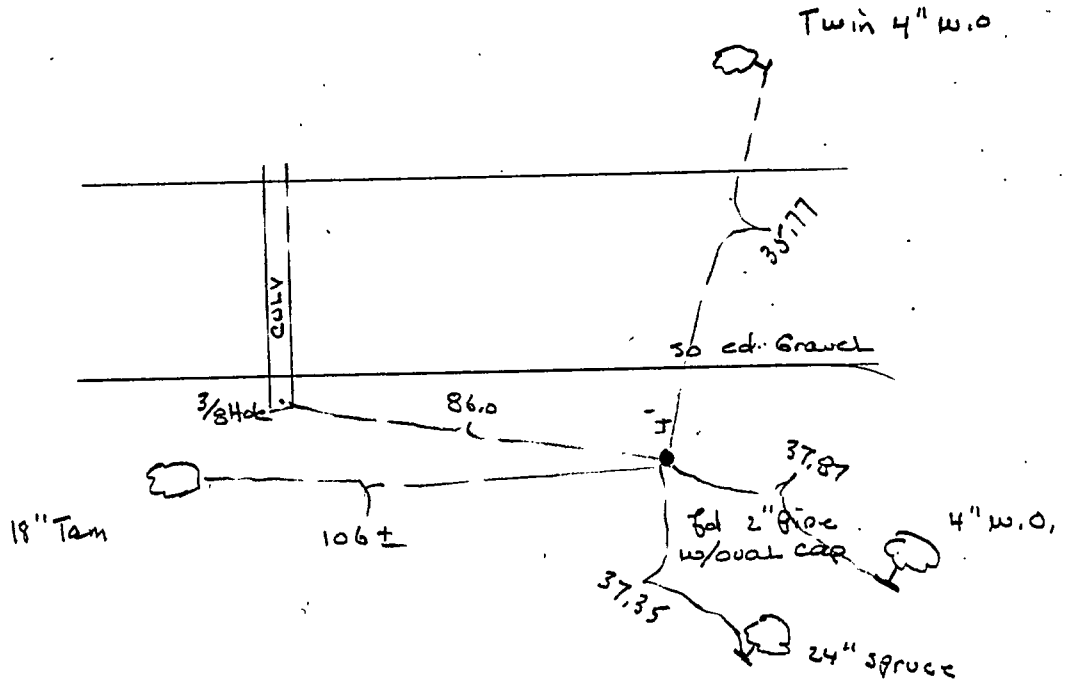 Twin 4" W.O.
35.77
CULV
So ed. Gravel
3/8 Hole
86.0
37.87
18" Tam
106 ±
fd 2" pipe
w/oval cap
4" W.O.
37.35
24" spruce